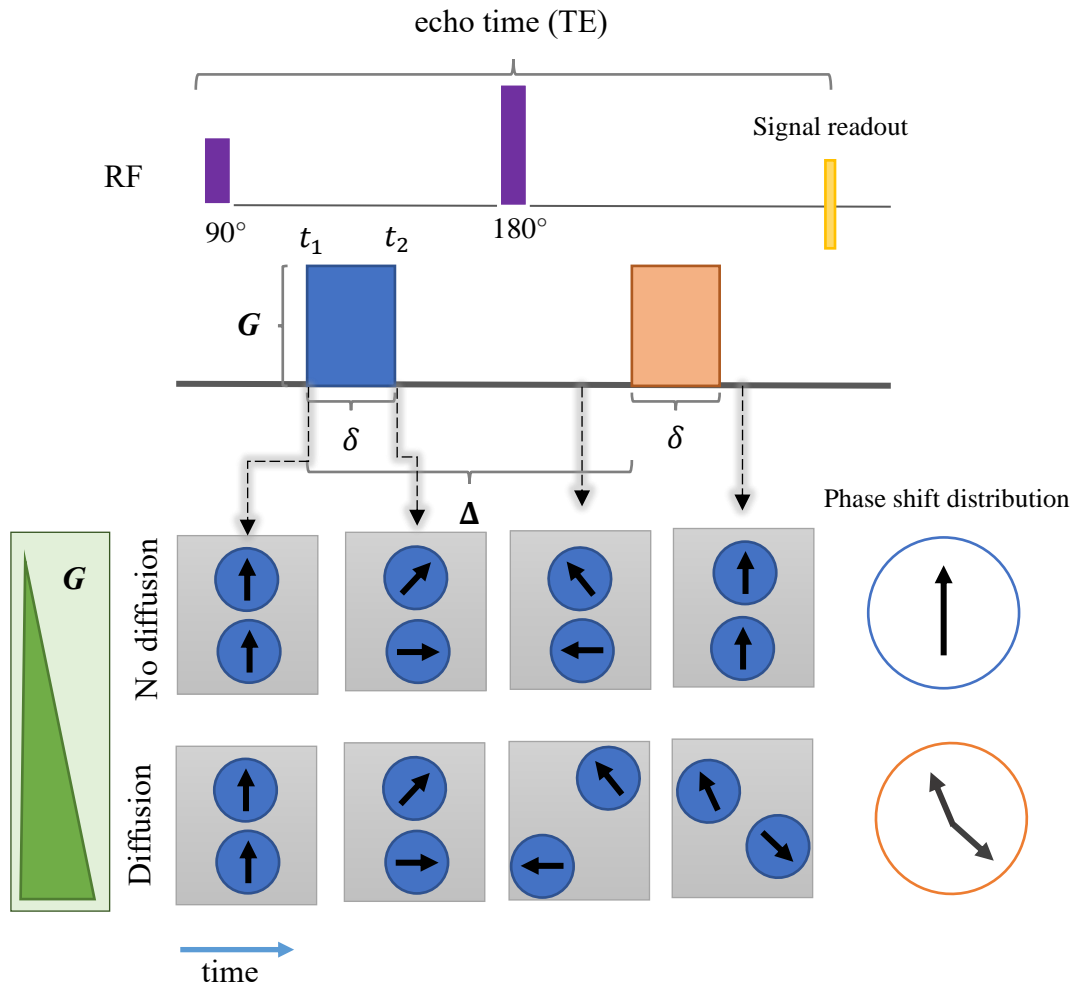 echo time (TE)
Signal readout
RF
90°
180°
t₁
t₂
G
δ
δ
Δ
Phase shift distribution
G
No diffusion
Diffusion
time